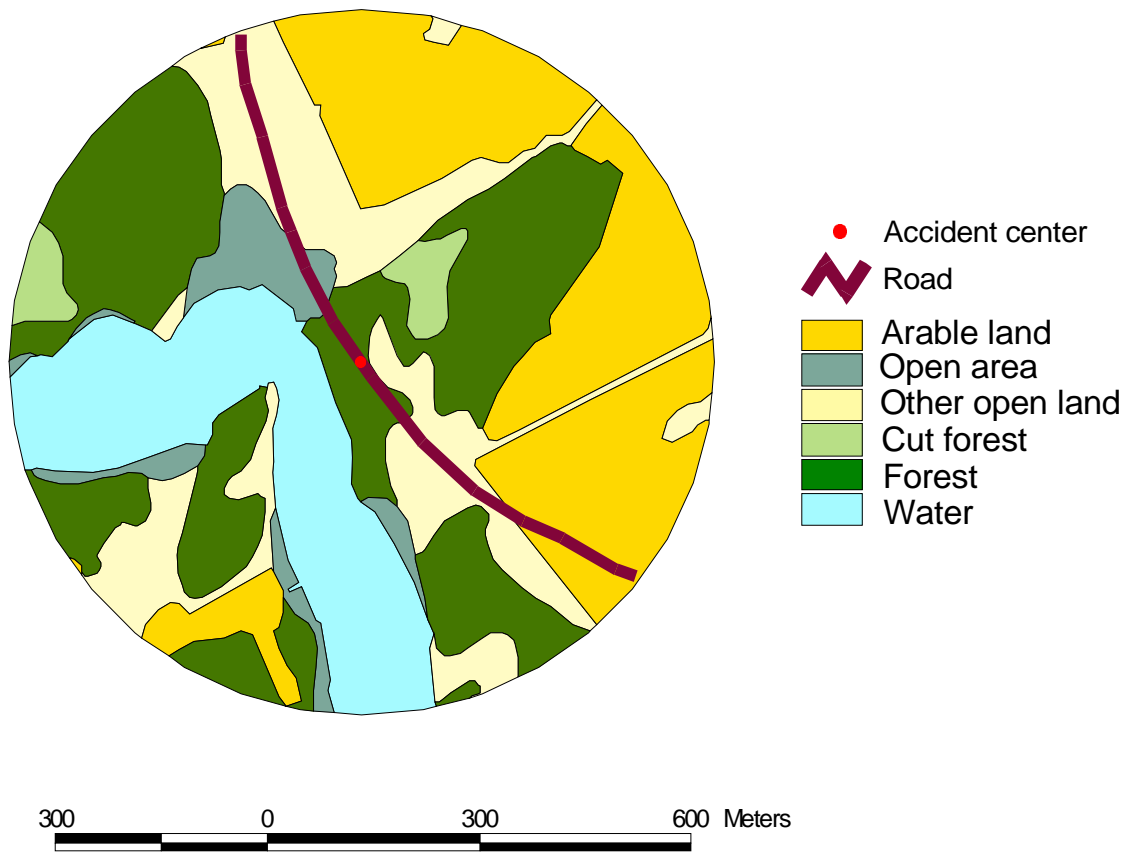 Accident center
Road
Arable land
Open area
Other open land
Cut forest
Forest
Water
300 0 300 600 Meters